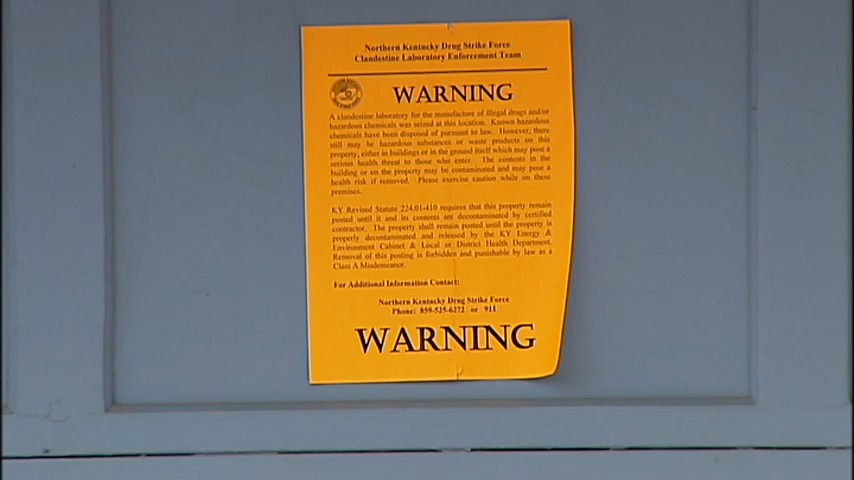 Northern Kentucky Drug Strike Force
Clandestine Laboratory Enforcement Team
WARNING
A clandestine laboratory for the manufacture of illegal drugs and/or
hazardous chemicals was seized at this location. Known hazardous
chemicals have been disposed of pursuant to law. However, there
still may be hazardous substances or waste products on this
property, either in buildings or in the ground itself which may pose a
serious health threat to those who enter. The contents in the
building or on the property may be contaminated and may pose a
health risk if removed. Please exercise caution while on these
premises.
KY Revised Statute 224.01-410 requires that this property remain
posted until it and its contents are decontaminated by certified
contractor. The property shall remain posted until the property is
properly decontaminated and released by the KY Energy &
Environment Cabinet & Local or District Health Department.
Removal of this posting is forbidden and punishable by law as a
Class A Misdemeanor.
For Additional Information Contact:
Northern Kentucky Drug Strike Force
Phone: 859-525-6272 or 911
WARNING